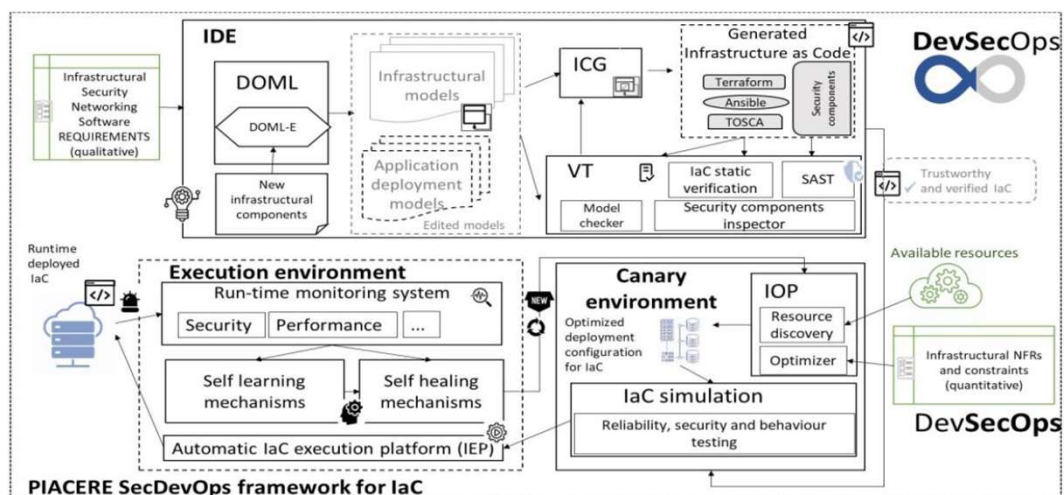 IDE
Generated
Infrastructure as Code
DevSecOps
Infrastructural
Security
Networking
Software
REQUIREMENTS
(qualitative)
DOML
DOML-E
New
infrastructural
components
Infrastructural
models
Application
deployment
models
Edited models
ICG
Terraform
Ansible
TOSCA
Security
components
VT
IaC static
verification
SAST
Model
checker
Security components
inspector
Trustworthy
and verified IaC
Runtime
deployed
IaC
Execution environment
Run-time monitoring system
Security
Performance
...
Self learning
mechanisms
Self healing
mechanisms
Automatic IaC execution platform (IEP)
NEW
Canary
environment
Optimized
deployment
configuration
for IaC
IOP
Resource
discovery
Optimizer
IaC simulation
Reliability, security and behaviour
testing
Available resources
Infrastructural NFRs
and constraints
(quantitative)
DevSecOps
PIACERE SecDevOps framework for IaC